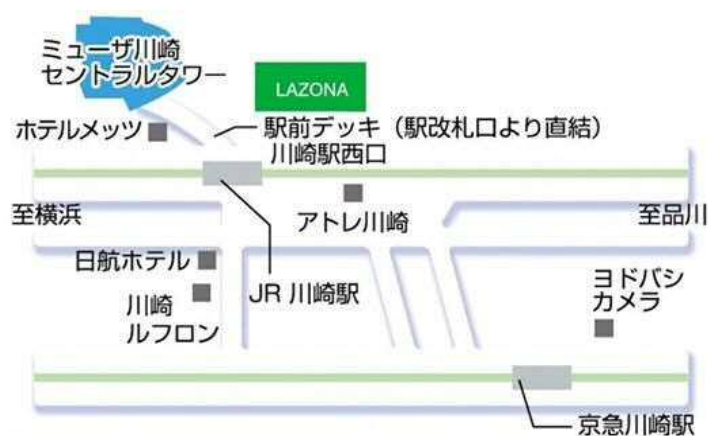 ミューザ川崎
セントラルタワー
LAZONA
ホテルメッツ
駅前デッキ（駅改札口より直結）
川崎駅西口
至横浜
アトレ川崎
至品川
日航ホテル
JR 川崎駅
川崎
ルフロン
ヨドバシ
カメラ
京急川崎駅